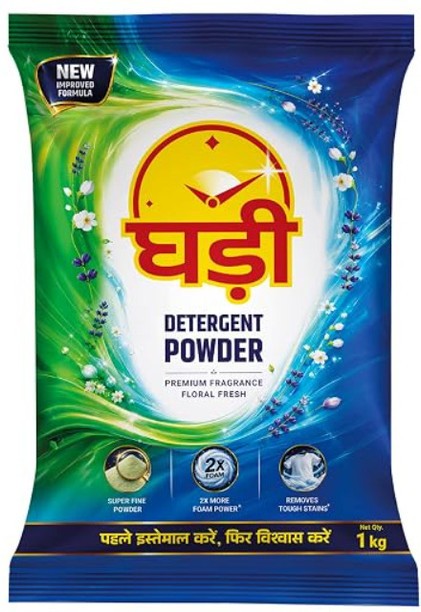 NEW
IMPROVED
FORMULA
घड़ी
DETERGENT
POWDER
PREMIUM FRAGRANCE
FLORAL FRESH
2X
FOAM
SUPER FINE
POWDER
2X MORE
FOAM POWER*
REMOVES
TOUGH STAINS*
पहले इस्तेमाल करें, फिर विश्वास करें
Net Qty.
1 kg